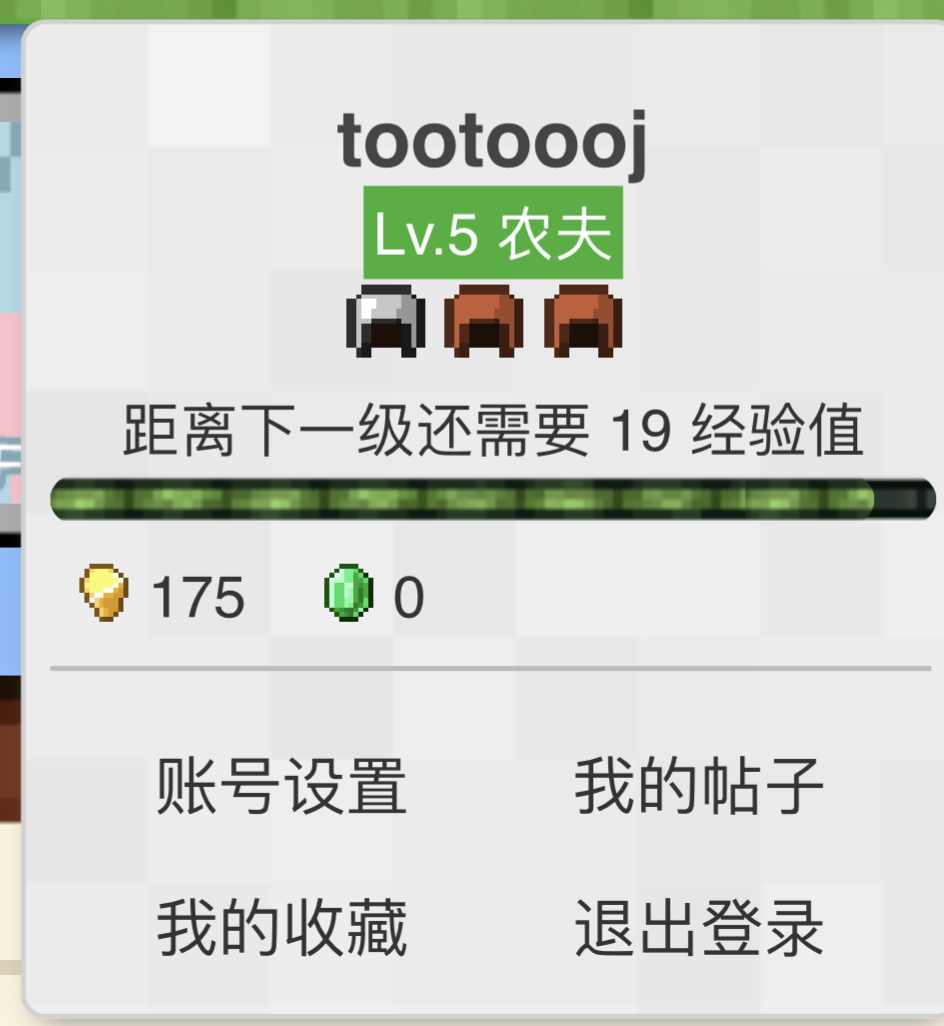 tootoooj
Lv.5 农夫
距离下一级还需要 19 经验值
175 0
账号设置 我的帖子
我的收藏 退出登录